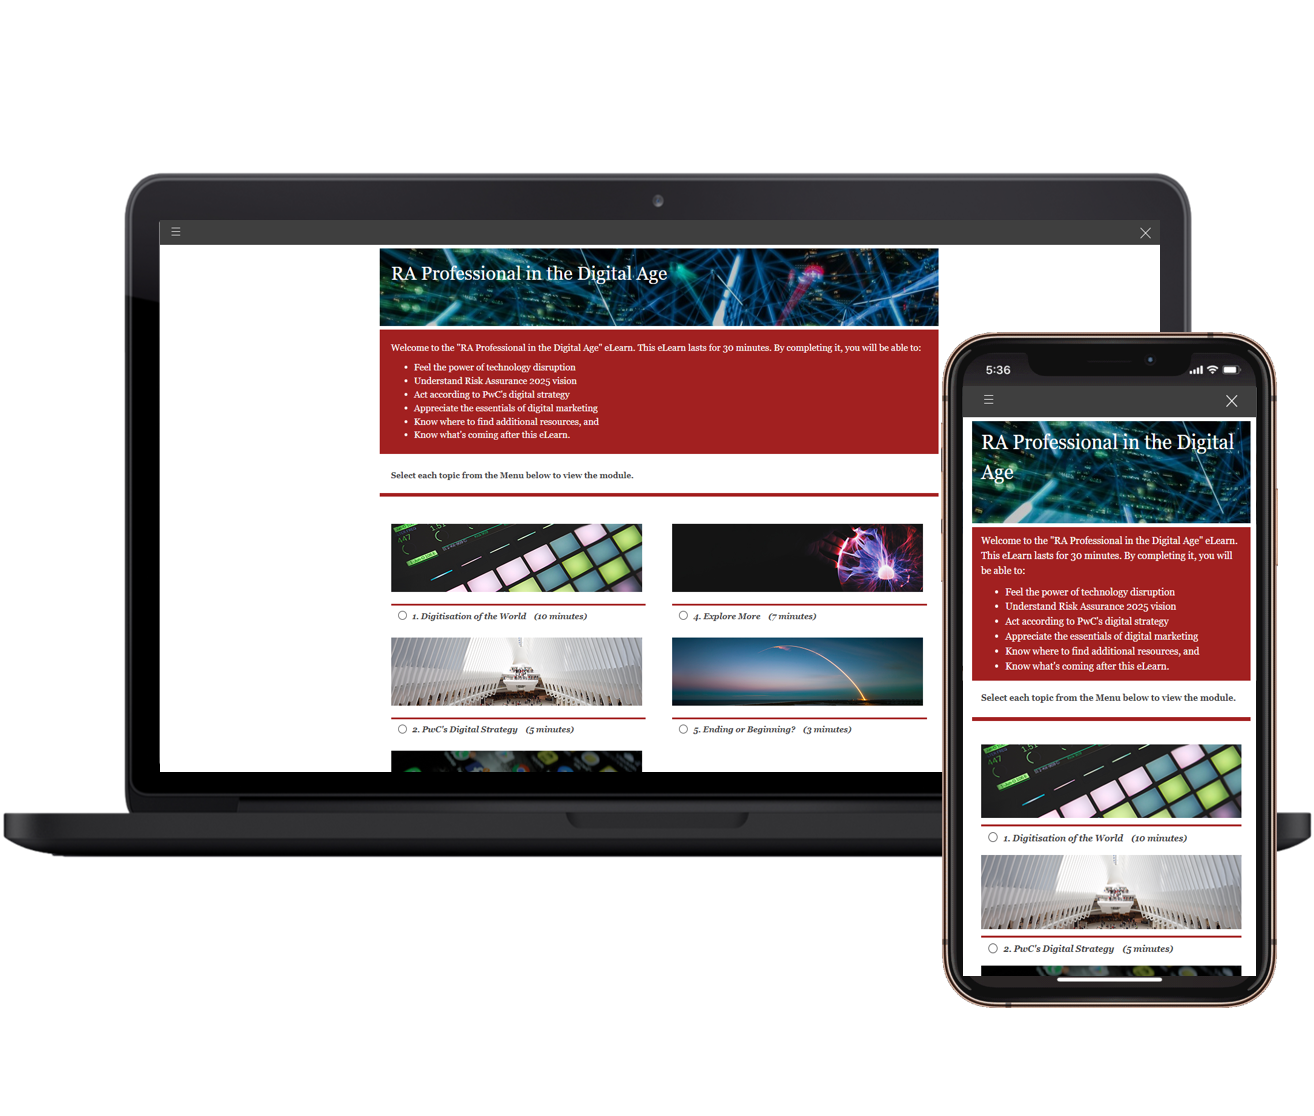 RA Professional in the Digital Age
Welcome to the "RA Professional in the Digital Age" eLearn. This eLearn lasts for 30 minutes. By completing it, you will be able to:
• Feel the power of technology disruption
• Understand Risk Assurance 2025 vision
• Act according to PwC's digital strategy
• Appreciate the essentials of digital marketing
• Know where to find additional resources, and
• Know what's coming after this eLearn.
Select each topic from the Menu below to view the module.
1. Digitisation of the World (10 minutes)
4. Explore More (7 minutes)
2. PwC's Digital Strategy (5 minutes)
5. Ending or Beginning? (3 minutes)
5:36
RA Professional in the Digital
Age
Welcome to the "RA Professional in the Digital Age" eLearn.
This eLearn lasts for 30 minutes. By completing it, you will
be able to:
• Feel the power of technology disruption
• Understand Risk Assurance 2025 vision
• Act according to PwC's digital strategy
• Appreciate the essentials of digital marketing
• Know where to find additional resources, and
• Know what's coming after this eLearn.
Select each topic from the Menu below to view the module.
1. Digitisation of the World (10 minutes)
2. PwC's Digital Strategy (5 minutes)